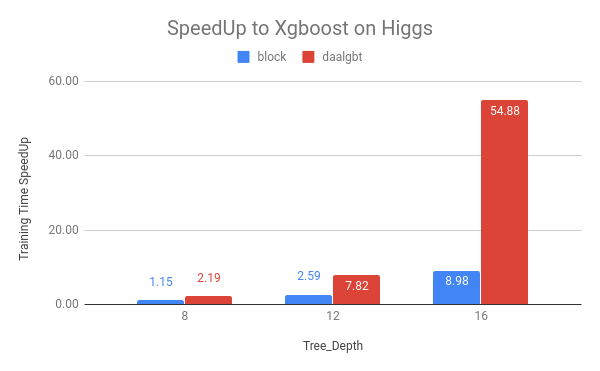 SpeedUp to Xgboost on Higgs
block daalgbt
Training Time SpeedUp
60.00
40.00
20.00
0.00
1.15 2.19 2.59 7.82 8.98 54.88
8 12 16
Tree_Depth